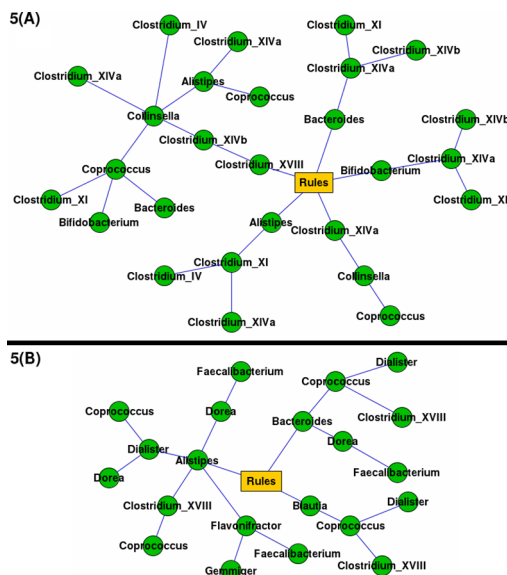 5(A)
Clostridium_IV
Clostridium_XI
Clostridium_XIVa
Clostridium_XIVb
Clostridium_XIVa
Clostridium_XIVa
Alistipes
Coprococcus
Collinsella
Bacteroides
Clostridium_XIVb
Clostridium_XIVb
Clostridium_XVIII
Clostridium_XIVa
Coprococcus
Bifidobacterium
Rules
Clostridium_XI
Clostridium_XI
Bacteroides
Bifidobacterium
Alistipes
Clostridium_XIVa
Clostridium_XI
Clostridium_IV
Collinsella
Coprococcus
Clostridium_XIVa
5(B)
Dialister
Faecalibacterium
Coprococcus
Coprococcus
Dorea
Clostridium_XVIII
Bacteroides
Dorea
Dialister
Alistipes
Faecalibacterium
Dorea
Rules
Clostridium_XVIII
Blautia
Dialister
Flavonifractor
Coprococcus
Coprococcus
Faecalibacterium
Clostridium_XVIII
Gemmiger